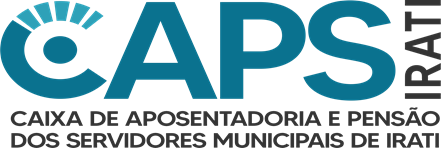 CAPS IRATI
CAIXA DE APOSENTADORIA E PENSÃO
DOS SERVIDORES MUNICIPAIS DE IRATI